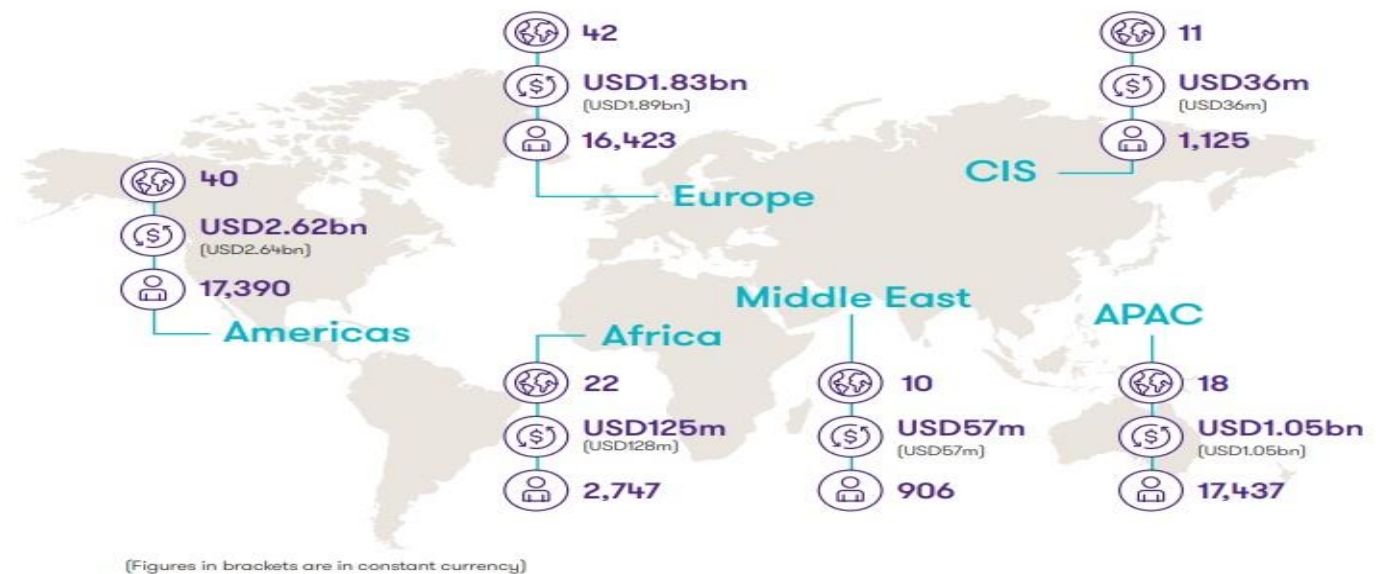 42
USD1.83bn
(USD1.89bn)
16,423
Europe
11
USD36m
(USD36m)
1,125
CIS
40
USD2.62bn
(USD2.64bn)
17,390
Americas
Africa
22
USD125m
(USD128m)
2,747
Middle East
10
USD57m
(USD57m)
906
APAC
18
USD1.05bn
(USD1.05bn)
17,437
(Figures in brackets are in constant currency)